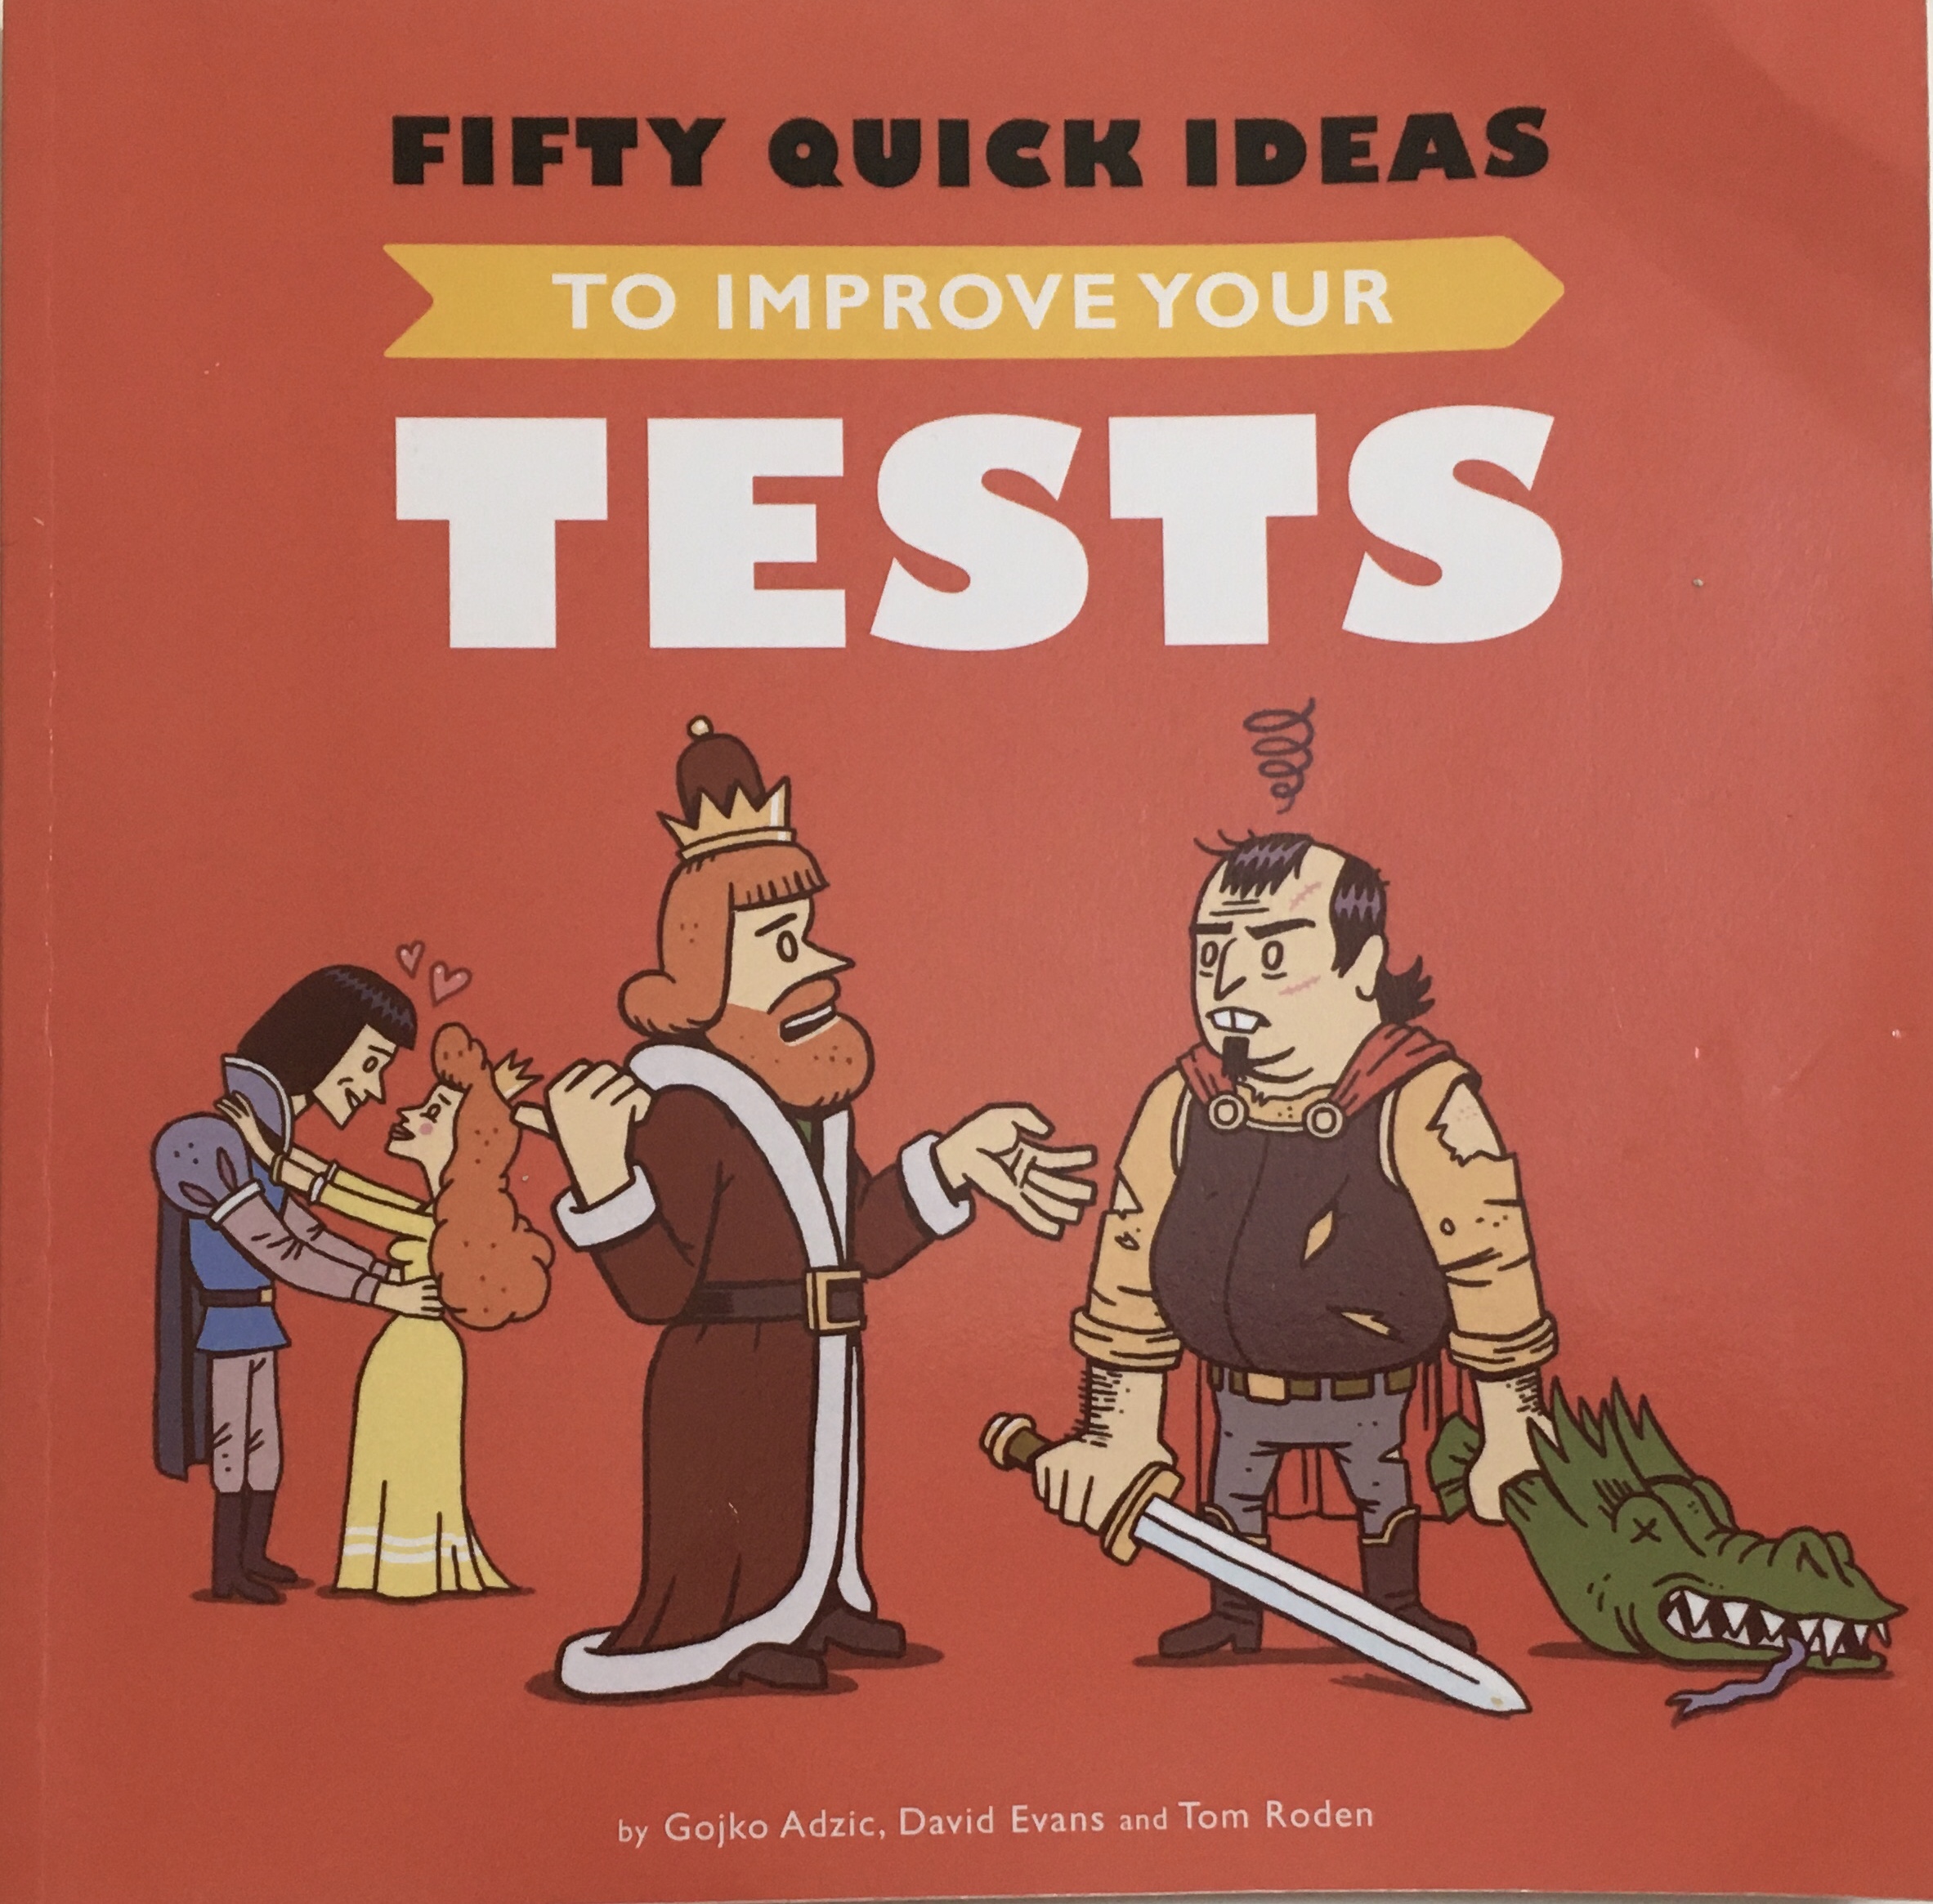 FIFTY QUICK IDEAS
TO IMPROVE YOUR
TESTS
by Gojko Adzic, David Evans and Tom Roden